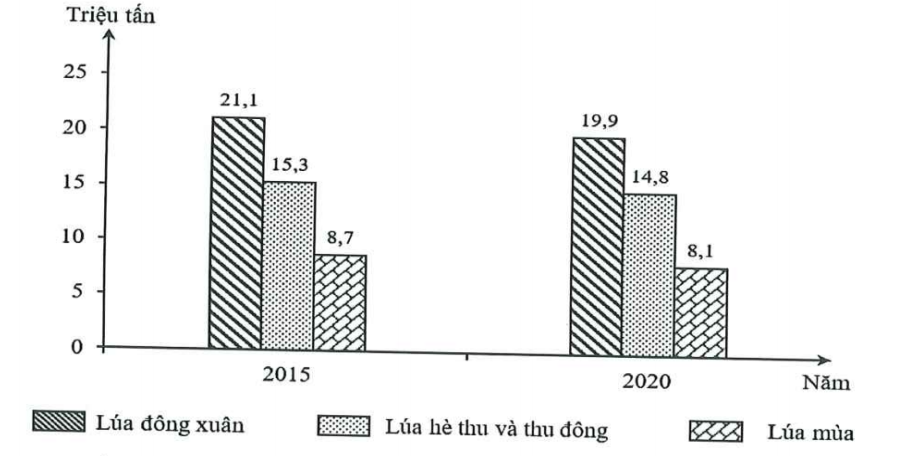 Triệu tấn
25
20
15
10
5
0
21,1
15,3
8,7
19,9
14,8
8,1
2015
2020
Năm
Lúa đông xuân
Lúa hè thu và thu đông
Lúa mùa